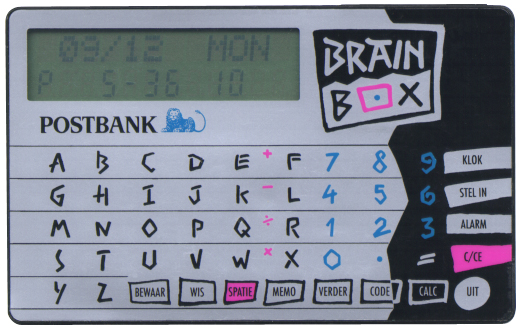 03/12 MON
P 5-36 10
BRAIN
BOX
POSTBANK
A B C D E + F 7 8 9 KLOK
G H I J K - L 4 5 6 STEL IN
M N O P Q ÷ R 1 2 3 ALARM
S T U V W × X 0 . = C/CE
Y Z BEWAAR WIS SPATIE MEMO VERDER CODE CALC UIT